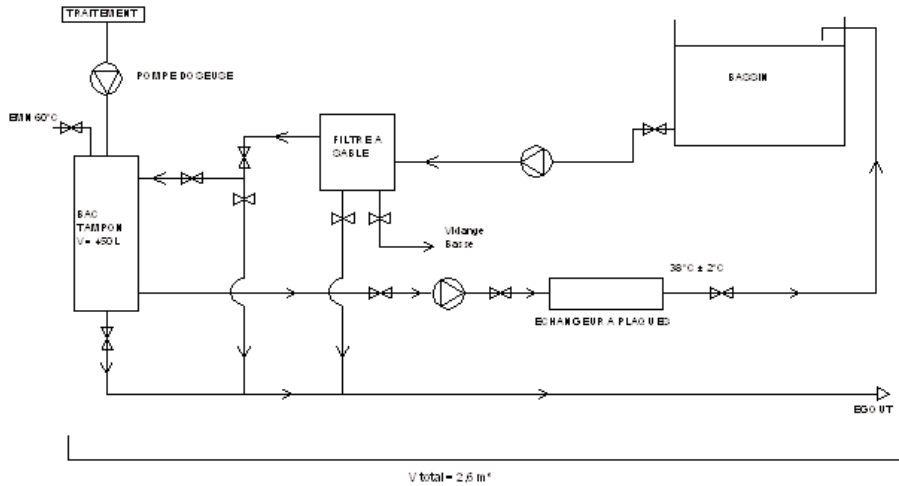 TRAITEMENT
POMPE DOSEUSE
BASSIN
EMN 60°C
FILTRE A
SABLE
BAC
TAMPON
V = 450 L
Vidange
Basse
38°C ± 2°C
ECHANGEUR A PLAQUES
EGOUT
V total = 2,6 m³